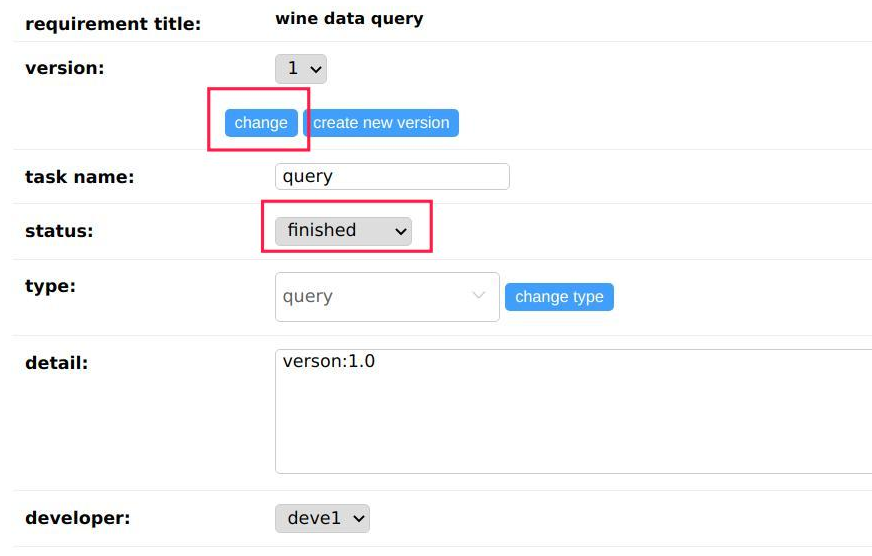 requirement title: wine data query
version: 1
change create new version
task name: query
status: finished
type: query change type
detail: verson:1.0
developer: deve1